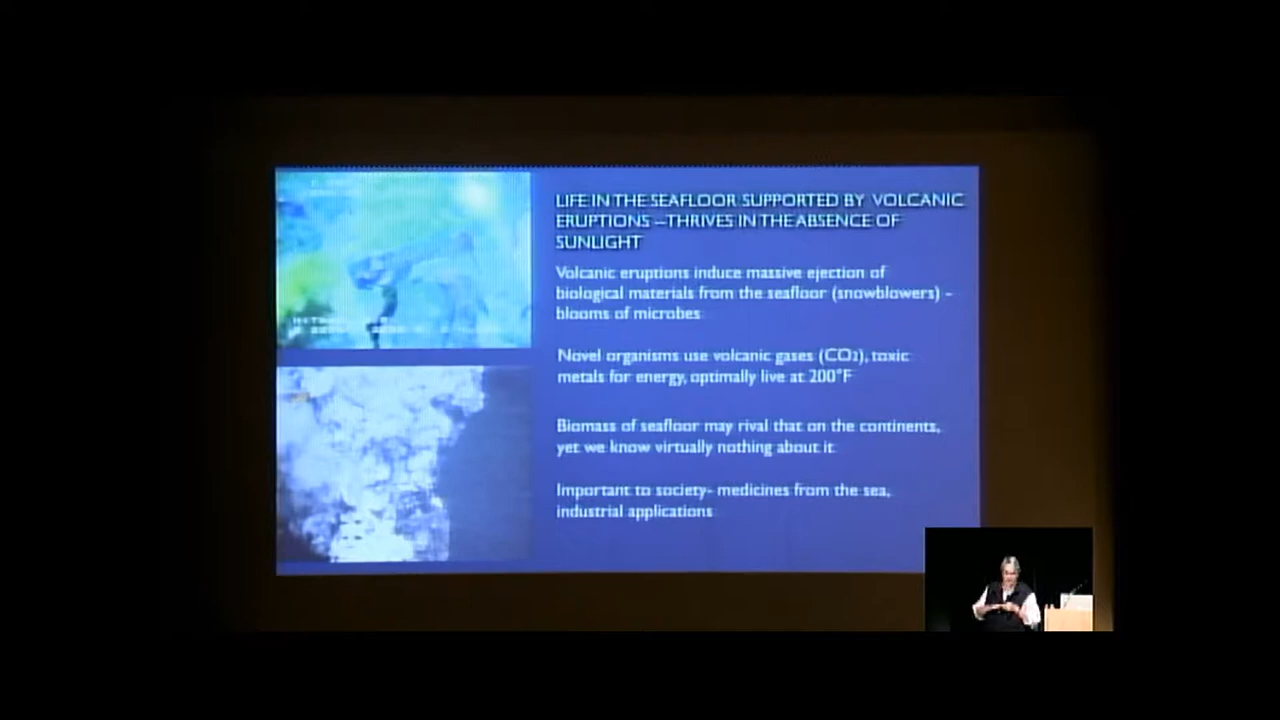 LIFE IN THE SEAFLOOR SUPPORTED BY VOLCANIC
ERUPTIONS –THRIVES IN THE ABSENCE OF
SUNLIGHT
Volcanic eruptions induce massive ejection of
biological materials from the seafloor (snowblowers) –
blooms of microbes
Novel organisms use volcanic gases (CO2), toxic
metals for energy, optimally live at 200°F
Biomass of seafloor may rival that on the continents,
yet we know virtually nothing about it
Important to society- medicines from the sea,
industrial applications